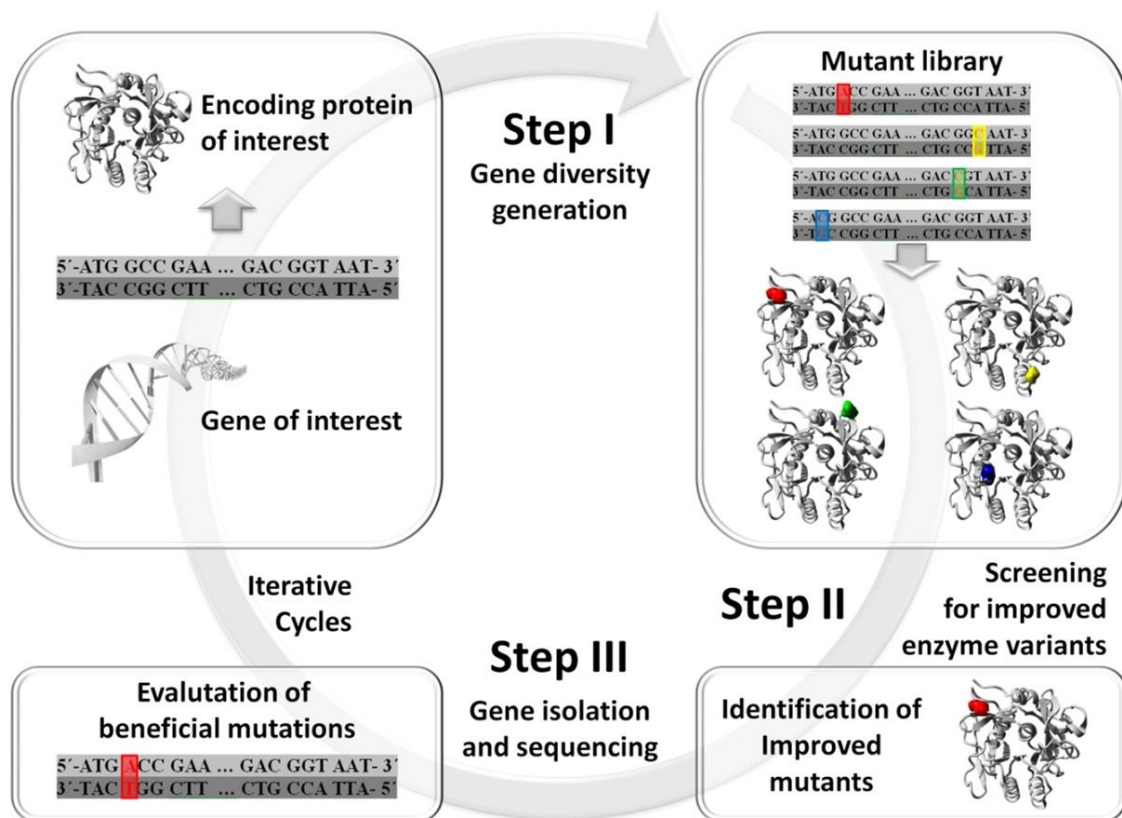 Encoding protein
of interest
5´-ATG GCC GAA ... GAC GGT AAT- 3´
3´-TAC CGG CTT ... CTG CCA TTA- 5´
Gene of interest
Step I
Gene diversity
generation
Mutant library
5´-ATG ACC GAA ... GAC GGT AAT- 3´
3´-TAC TGG CTT ... CTG CCA TTA- 5´
5´-ATG GCC GAA ... GAC GGC AAT- 3´
3´-TAC CGG CTT ... CTG TTA- 5´
5´-ATG GCC GAA ... GAC AAT- 3´
3´-TAC CGG CTT ... CTG TTA- 5´
5´-ACG GCC GAA ... GAC GGT AAT- 3´
3´-TGC CGG CTT ... CTG CCA TTA- 5´
Step II
Screening
for improved
enzyme variants
Identification of
Improved
mutants
Step III
Gene isolation
and sequencing
Iterative
Cycles
Evalutation of
beneficial mutations
5´-ATG ACC GAA ... GAC GGT AAT- 3´
3´-TAC TGG CTT ... CTG CCA TTA- 5´